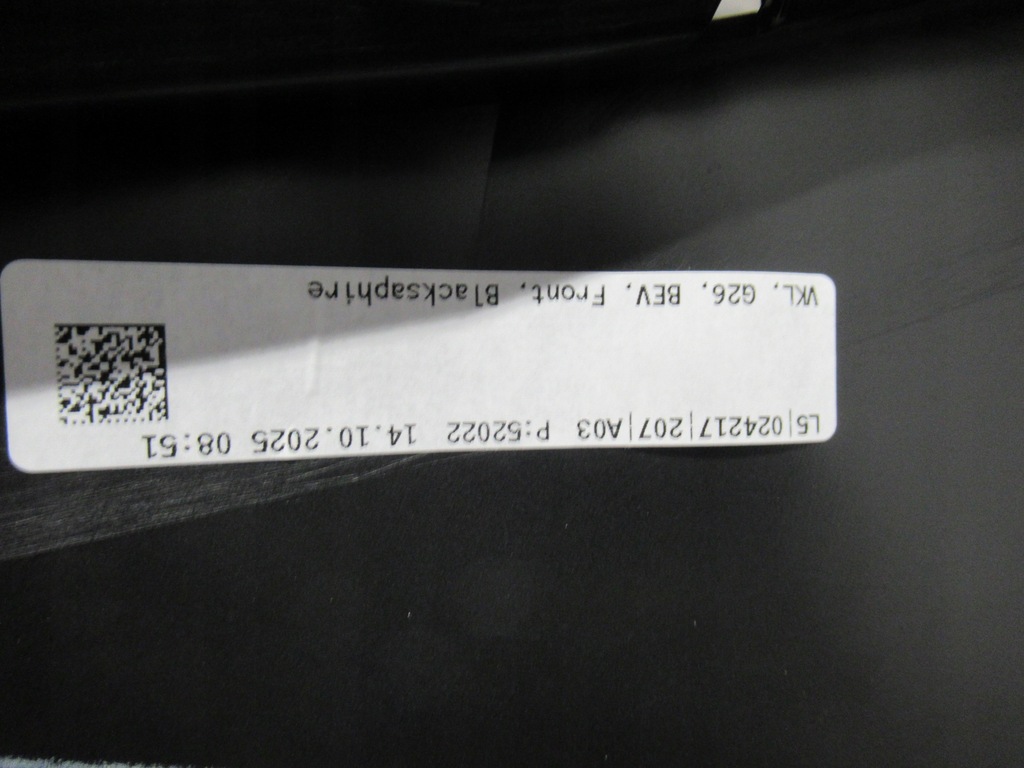 L5|024217|207|A03 P:52022 14.10.2025 08:51
VKL, G26, BEV, Front, Blacksaphire